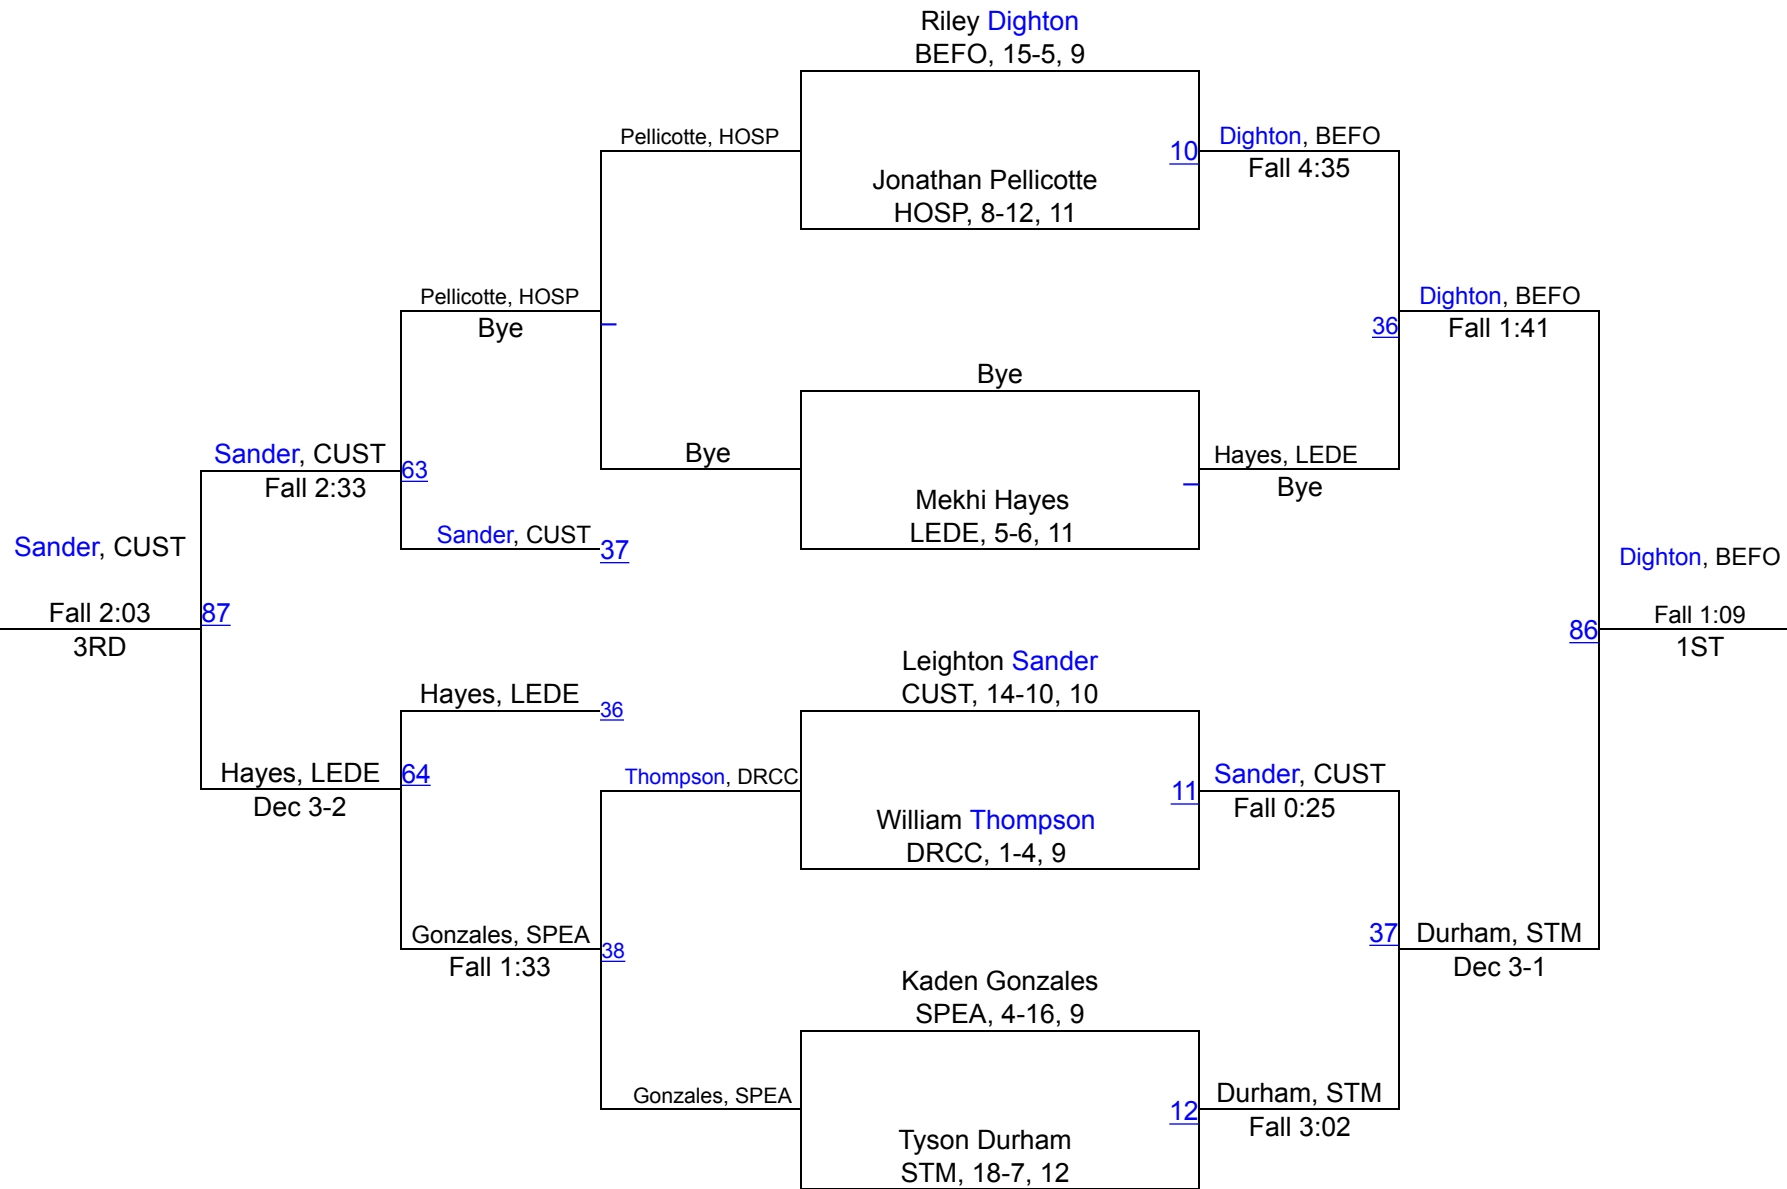 Riley Dighton
BEFO, 15-5, 9
Pellicotte, HOSP
10
Dighton, BEFO
Fall 4:35
Jonathan Pellicotte
HOSP, 8-12, 11
Pellicotte, HOSP
Bye
36
Dighton, BEFO
Fall 1:41
Bye
Sander, CUST
Fall 2:33
63
Bye
Hayes, LEDE
Bye
Mekhi Hayes
LEDE, 5-6, 11
Sander, CUST
37
Sander, CUST
Fall 2:03
3RD
87
Dighton, BEFO
Fall 1:09
1ST
86
Leighton Sander
CUST, 14-10, 10
Hayes, LEDE
36
Hayes, LEDE
Dec 3-2
64
Thompson, DRCC
11
Sander, CUST
Fall 0:25
William Thompson
DRCC, 1-4, 9
Gonzales, SPEA
Fall 1:33
38
37
Durham, STM
Dec 3-1
Kaden Gonzales
SPEA, 4-16, 9
Gonzales, SPEA
12
Durham, STM
Fall 3:02
Tyson Durham
STM, 18-7, 12